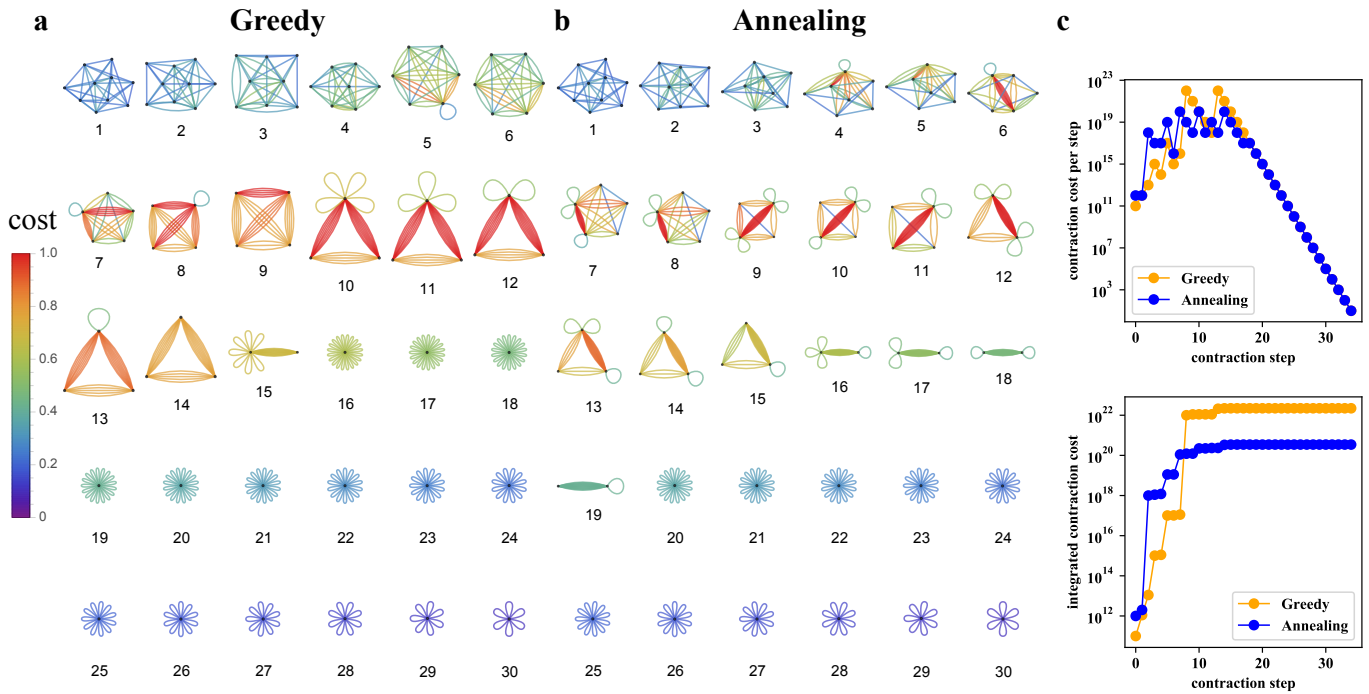 a Greedy b Annealing c
1 2 3 4 5 6 1 2 3 4 5 6
7 8 9 10 11 12 7 8 9 10 11 12
13 14 15 16 17 18 13 14 15 16 17 18
19 20 21 22 23 24 19 20 21 22 23 24
25 26 27 28 29 30 25 26 27 28 29 30
cost
1.0
0.8
0.6
0.4
0.2
0
contraction cost per step
10^23
10^19
10^15
10^11
10^7
10^3
Greedy
Annealing
0 10 20 30
contraction step
integrated contraction cost
10^22
10^20
10^18
10^16
10^14
10^12
Greedy
Annealing
0 10 20 30
contraction step